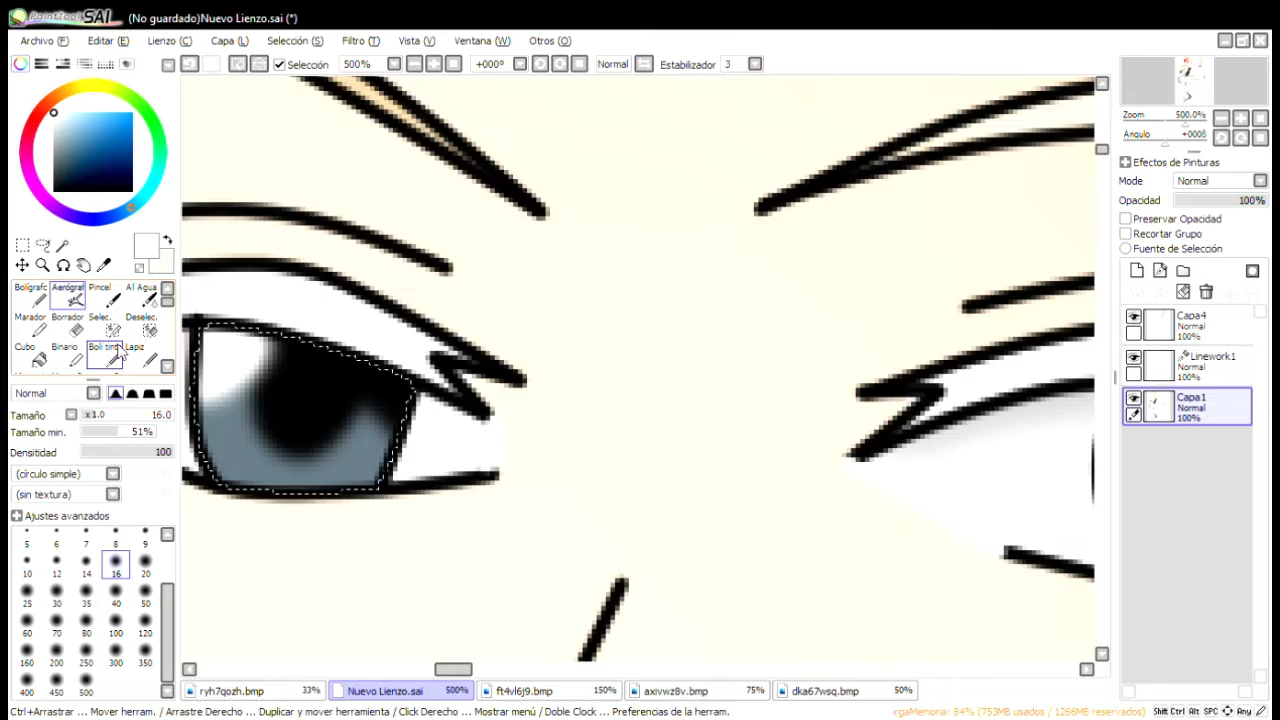 PaintTool SAI (No guardado)Nuevo Lienzo.sai (*)
Archivo (F) Editar (E) Lienzo (C) Capa (L) Selección (S) Filtro (T) Vista (V) Ventana (W) Otros (O)
Selección 500% +000° Normal Estabilizador 3
Zoom 500.0%
Angulo +0006
Efectos de Pinturas
Modo Normal
Opacidad 100%
Preservar Opacidad
Recortar Grupo
Fuente de Selección
Capa4
Normal
100%
Linework1
Normal
100%
Capa1
Normal
100%
Bolígrafc Aerógraf Pincel Al Agua
Marador Borrador Selec. Deselec.
Cubo Binario Boli tint Lapiz
Normal
Tamaño x1.0 16.0
Tamaño min. 51%
Densitidad 100
(círculo simple)
(sin textura)
Ajustes avanzados
5 6 7 8 9
10 12 14 16 20
25 30 35 40 50
60 70 80 100 120
160 200 250 300 350
400 450 500
ryh7qozh.bmp 33% Nuevo Lienzo.sai 500% ft4vl6j9.bmp 150% axivwz8v.bmp 75% dka67wsq.bmp 50%
Ctrl+Arrastrar ... Mover herram. / Arrastre Derecho ... Duplicar y mover herramienta / Click Derecho ... Mostrar menú / Doble Clock ... Preferencias de la herram. rgaMemoria: 84% (753MB usados / 1266MB reservados) Shift Ctrl Alt SPC Any